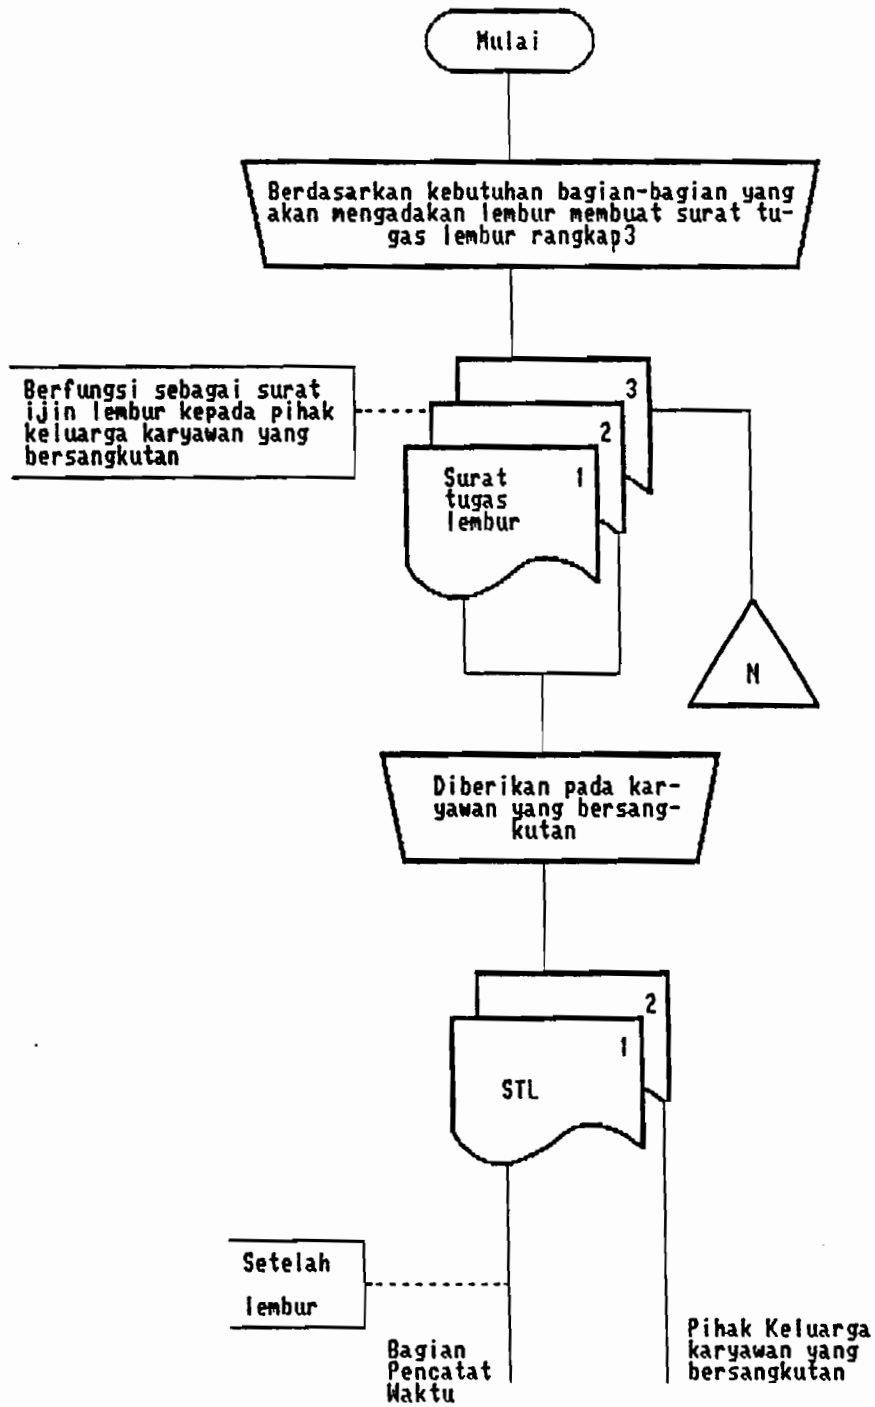 Mulai
Berdasarkan kebutuhan bagian-bagian yang
akan mengadakan lembur membuat surat tu-
gas lembur rangkap3
Berfungsi sebagai surat
ijin lembur kepada pihak
keluarga karyawan yang
bersangkutan
3
2
1
Surat
tugas
lembur
N
Diberikan pada kar-
yawan yang bersang-
kutan
2
1
STL
Setelah
lembur
Bagian
Pencatat
Waktu
Pihak Keluarga
karyawan yang
bersangkutan